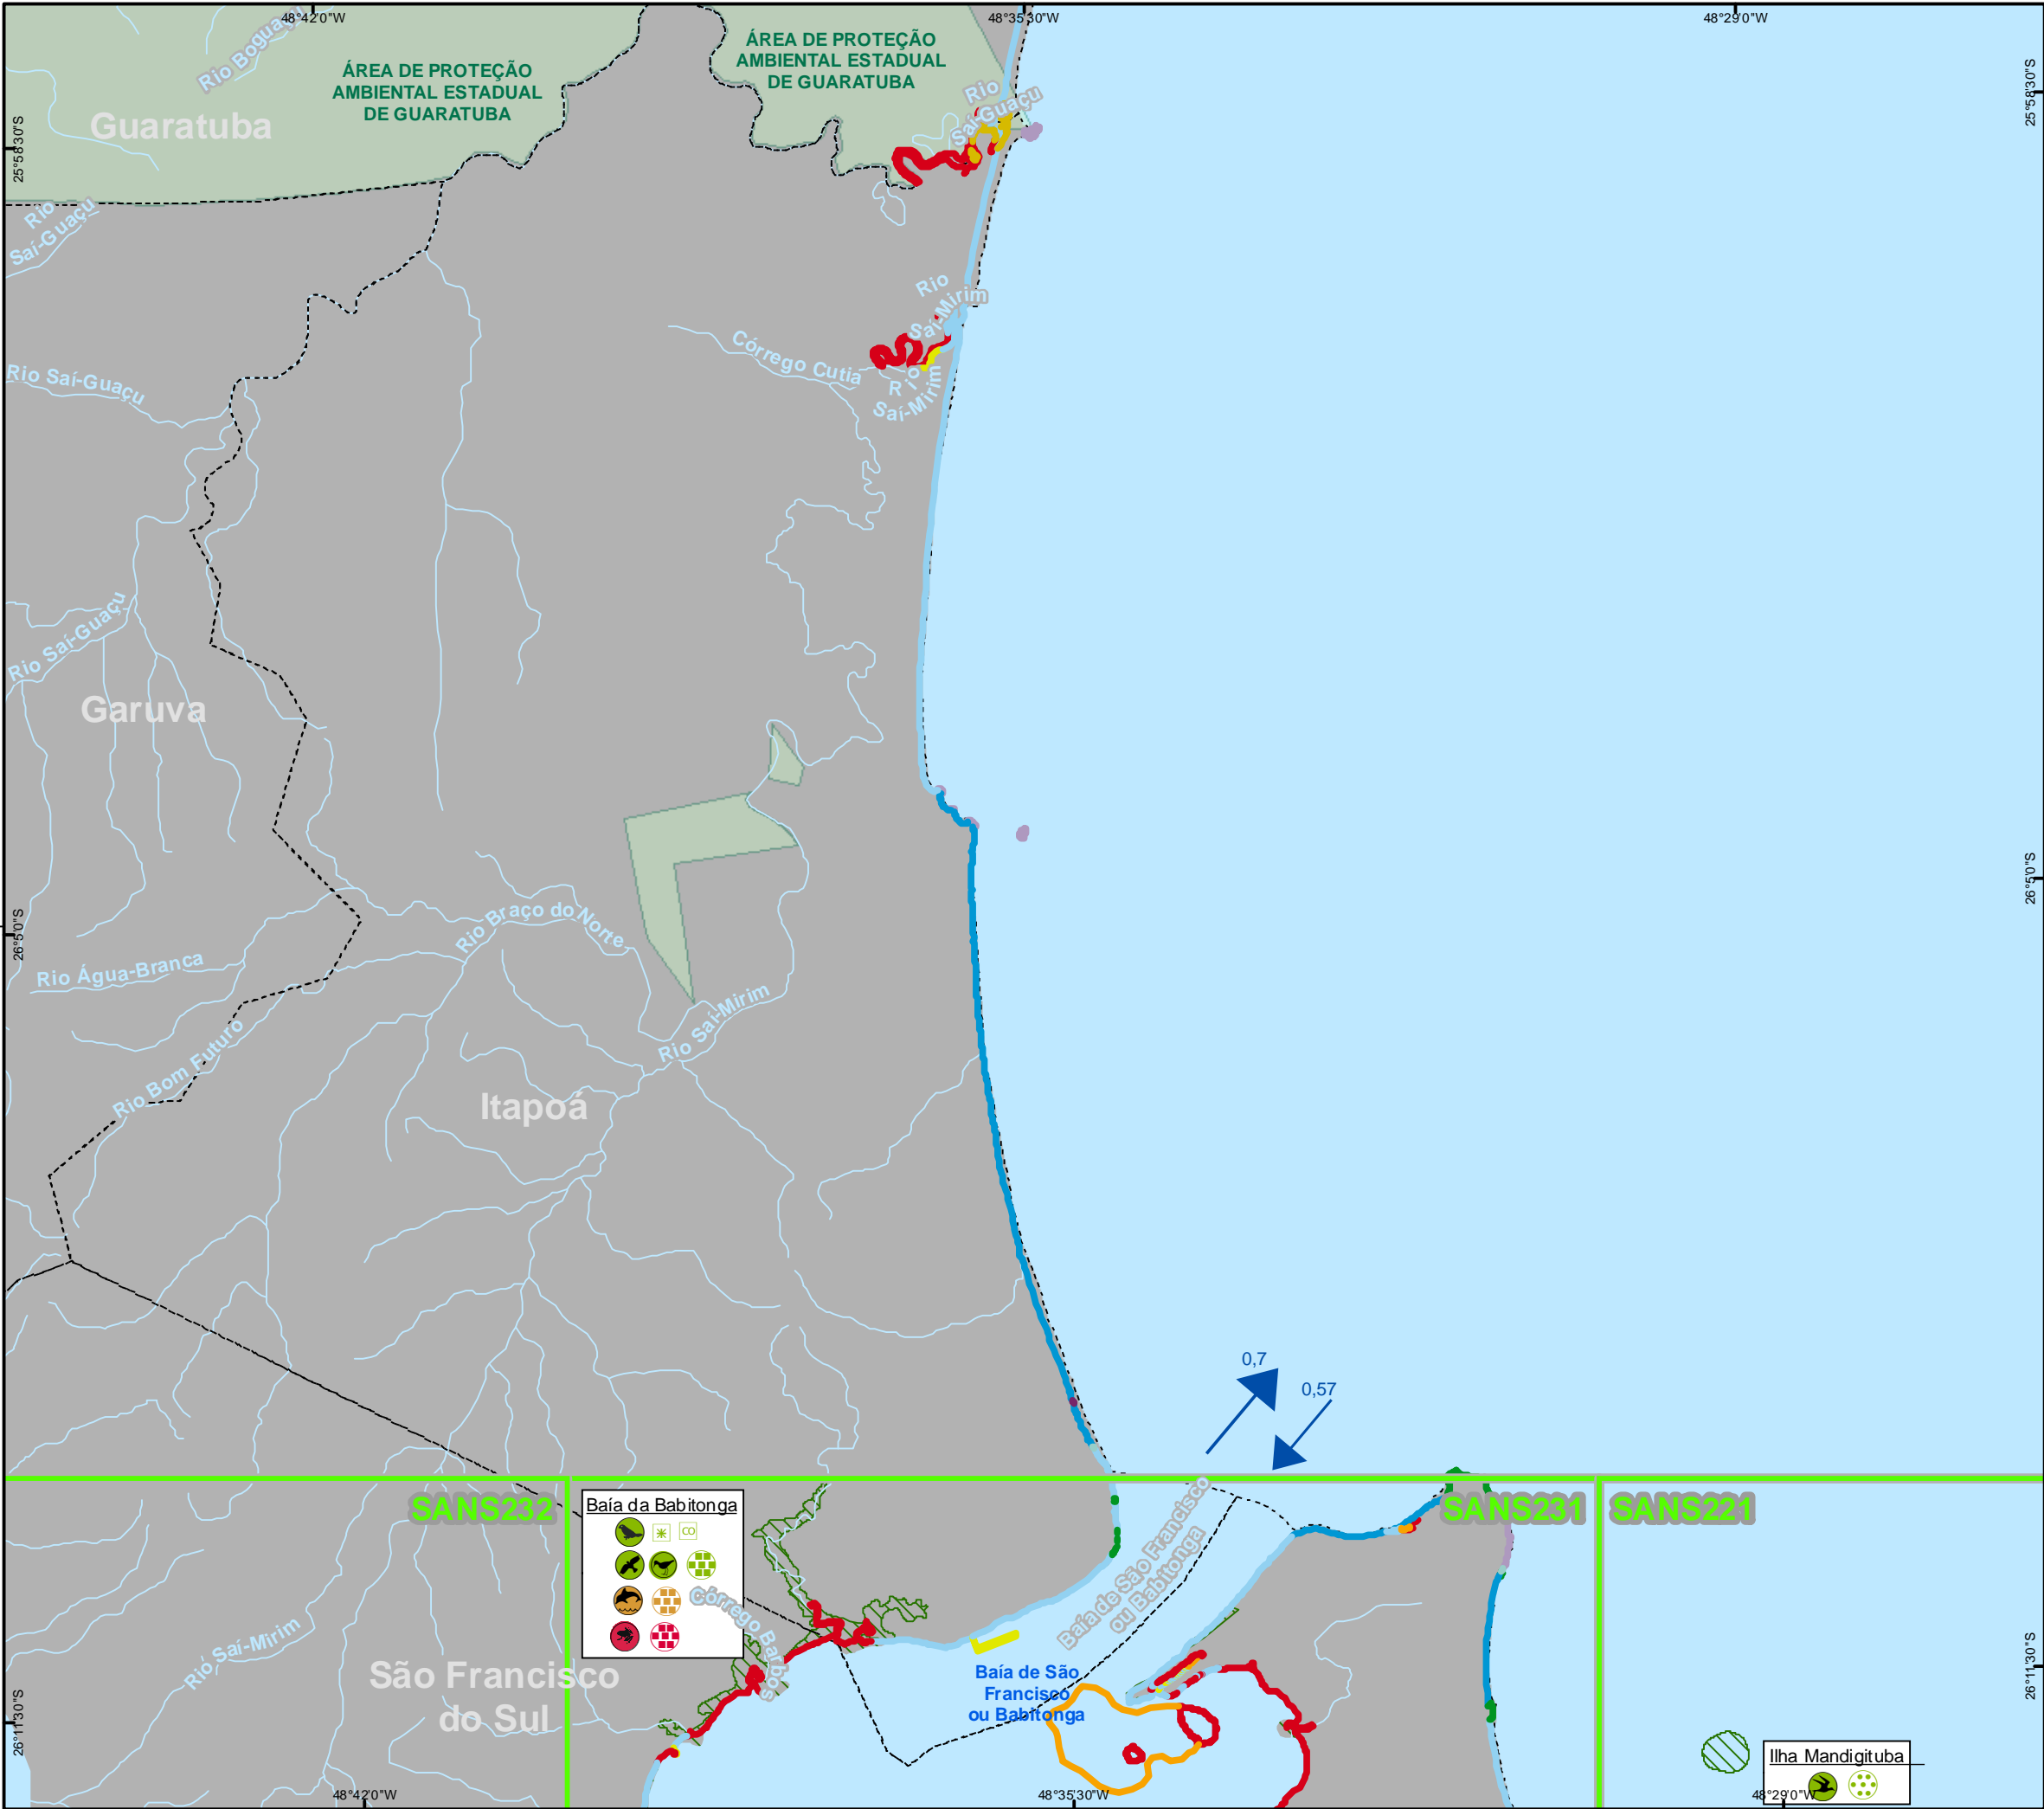 48°42'0"W
48°35'30"W
48°29'0"W
25°58'30"S
25°58'30"S
Rio Boguaçu
ÁREA DE PROTEÇÃO
AMBIENTAL ESTADUAL
DE GUARATUBA
ÁREA DE PROTEÇÃO
AMBIENTAL ESTADUAL
DE GUARATUBA
Guaratuba
Rio
Saí-Guaçu
Rio
Saí-Guaçu
Rio
Saí-Mirim
Córrego Cutia
Rio
Saí-Mirim
Rio Saí-Guaçu
Rio Saí-Guaçu
Garuva
26°5'0"S
26°5'0"S
Rio Braço do Norte
Rio Água-Branca
Rio Saí-Mirim
Rio Bom Futuro
Itapoá
0,7
0,57
SANS232
Baía da Babitonga
CO
SANS231
SANS221
Baía de São Francisco
ou Babitonga
Córrego Barbosa
Rio Saí-Mirim
São Francisco
do Sul
Baía de São
Francisco
ou Babitonga
26°11'30"S
26°11'30"S
Ilha Mandigituba
48°42'0"W
48°35'30"W
48°29'0"W